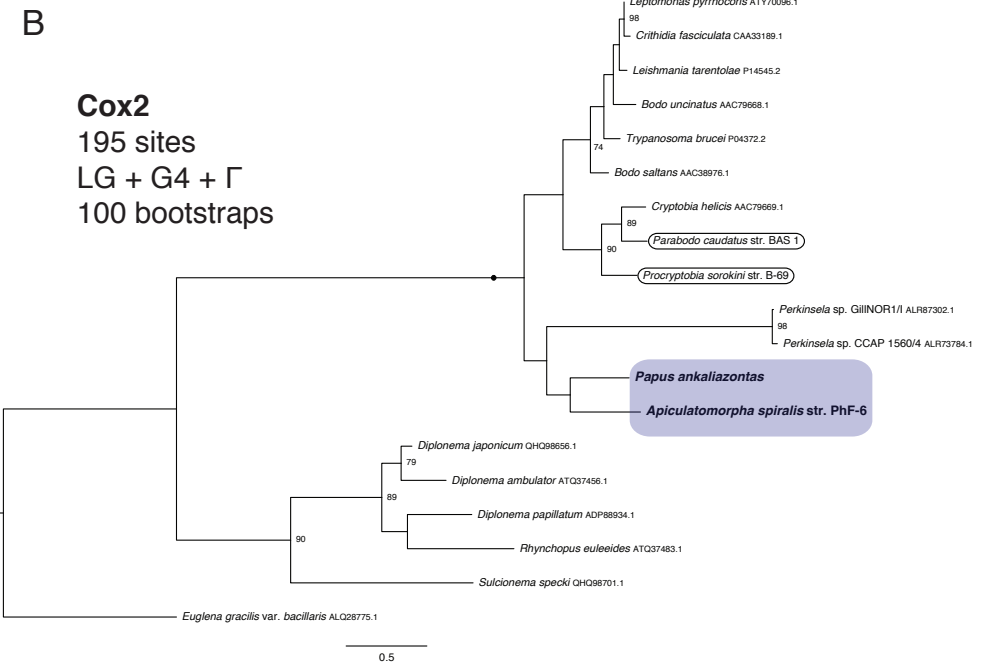 B
Cox2
195 sites
LG + G4 + Γ
100 bootstraps
Leptomonas pyrrhocoris ATY70096.1
98
Crithidia fasciculata CAA33189.1
Leishmania tarentolae P14545.2
Bodo uncinatus AAC79668.1
Trypanosoma brucei P04372.2
74
Bodo saltans AAC38976.1
Cryptobia helicis AAC79669.1
89
Parabodo caudatus str. BAS 1
90
Procryptobia sorokini str. B-69
Perkinsela sp. GillNOR1/I ALR87302.1
98
Perkinsela sp. CCAP 1560/4 ALR73784.1
Papus ankaliazontas
Apiculatomorpha spiralis str. PhF-6
Diplonema japonicum QHQ98656.1
79
Diplonema ambulator ATQ37456.1
89
Diplonema papillatum ADP88934.1
Rhynchopus euleeides ATQ37483.1
90
Sulcionema specki QHQ98701.1
Euglena gracilis var. bacillaris ALQ28775.1
0.5